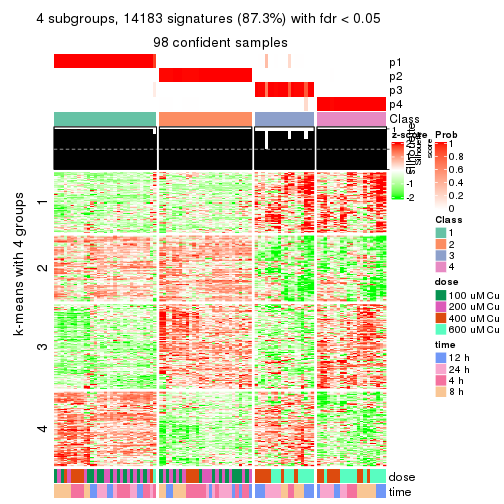 4 subgroups, 14183 signatures (87.3%) with fdr < 0.05
98 confident samples
p1
p2
p3
p4
Class
1
2
3
4
k-means with 4 groups
z-score
-1
-2
Prob
1
0.8
0.6
0.4
0.2
0
Class
1
2
3
4
dose
100 uM Cu
200 uM Cu
400 uM Cu
600 uM Cu
time
12 h
24 h
4 h
8 h
dose
time